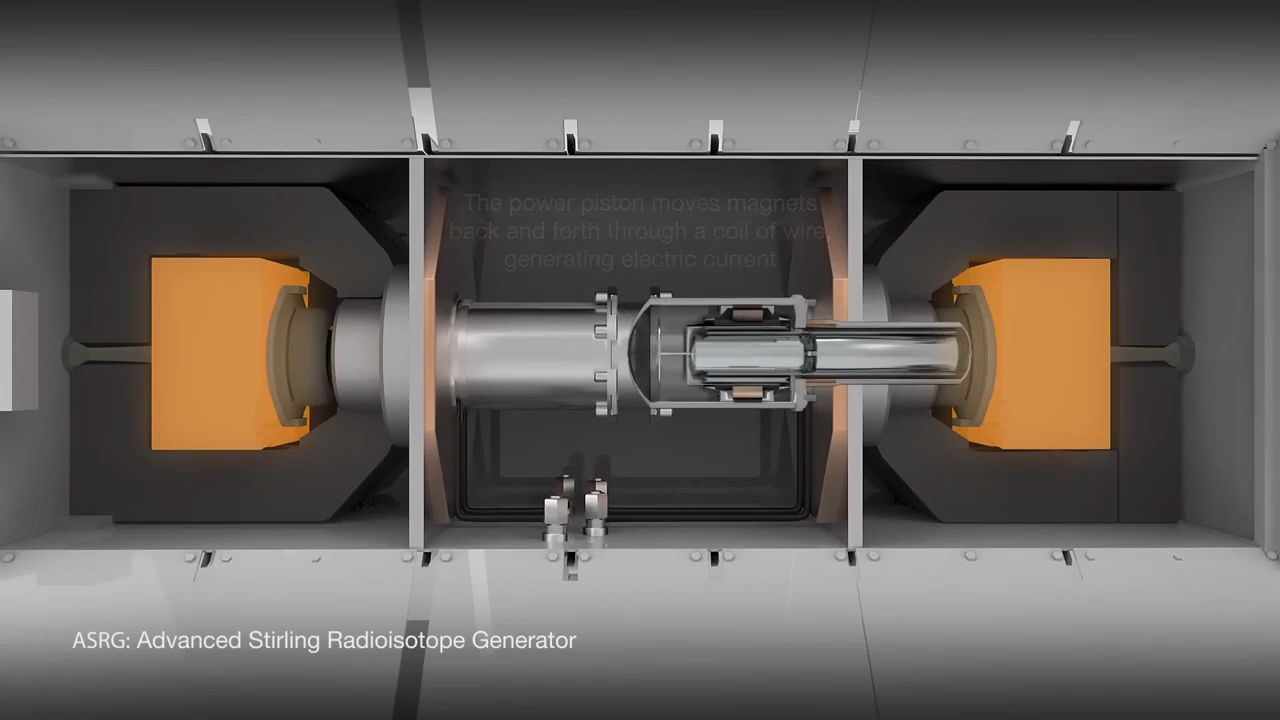 The power piston moves magnets
back and forth through a coil of wire,
generating electric current
ASRG: Advanced Stirling Radioisotope Generator